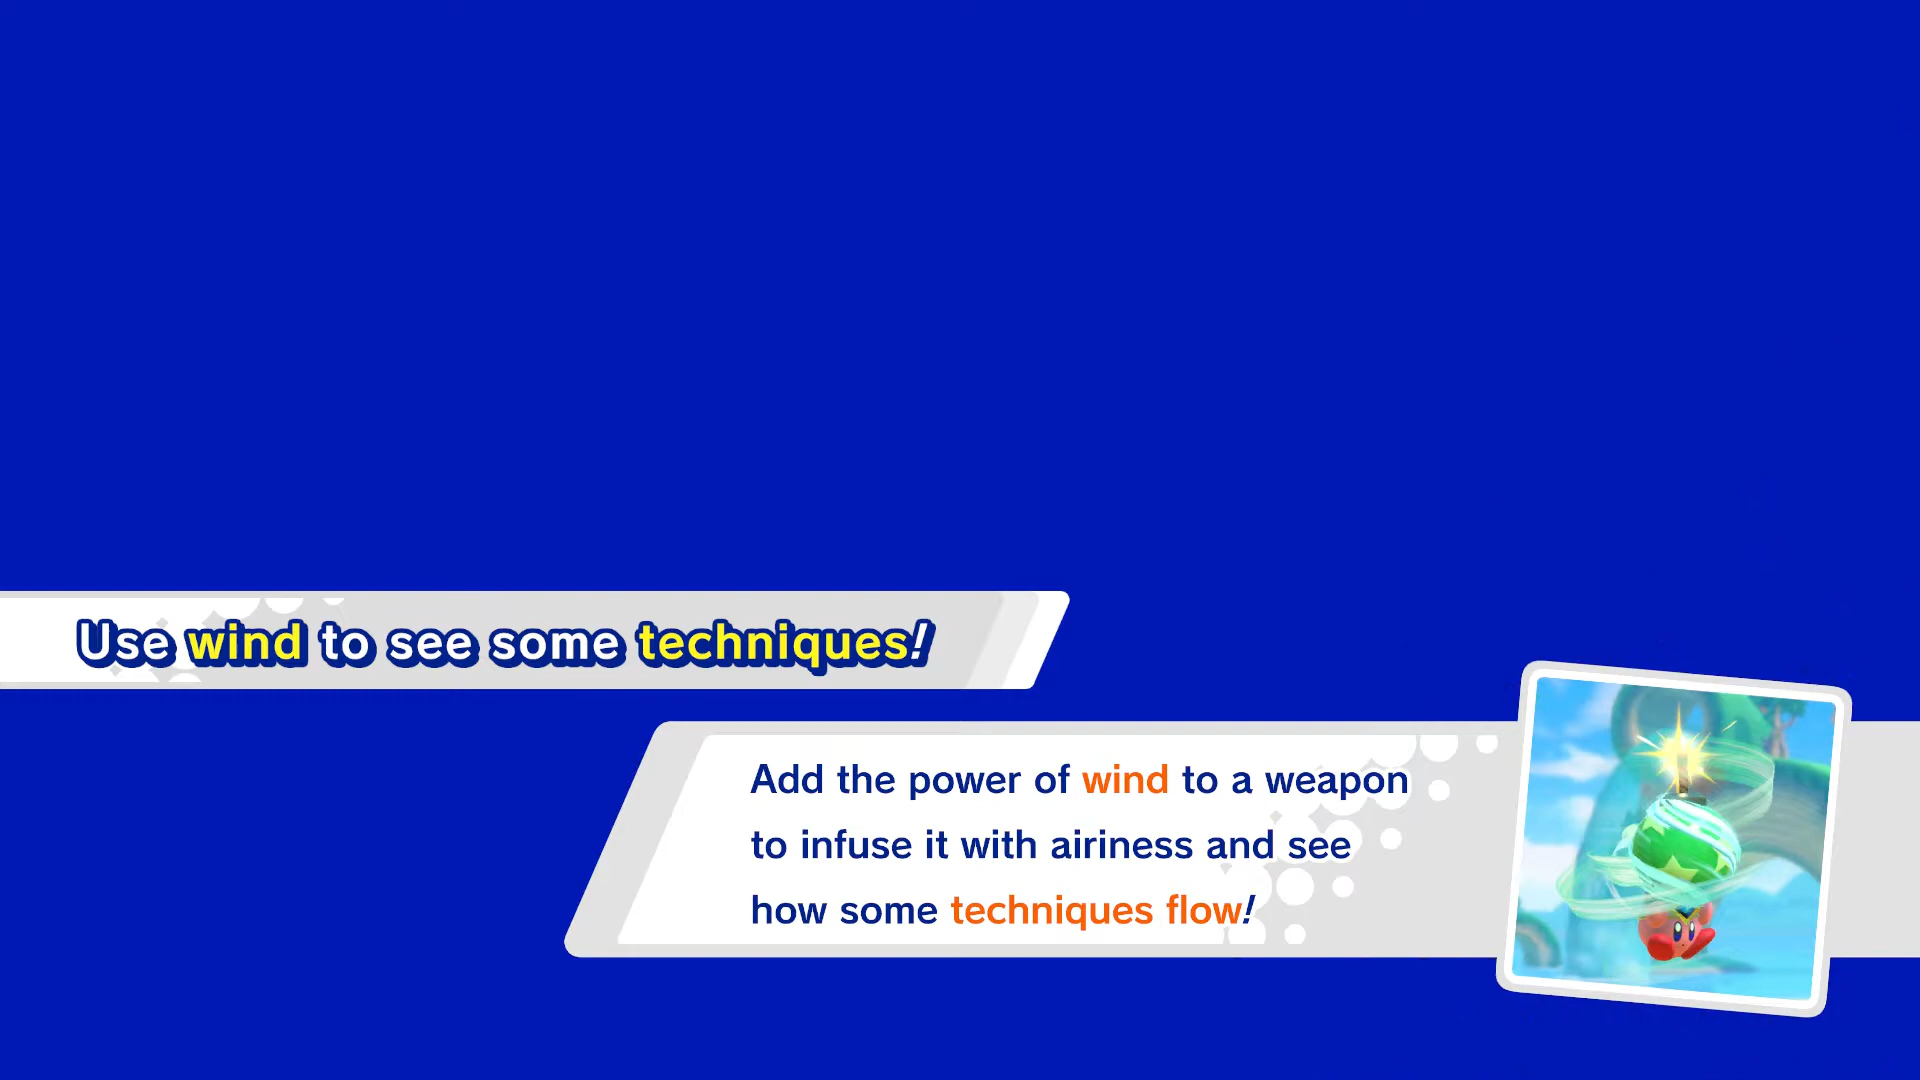 Use wind to see some techniques!
Add the power of wind to a weapon
to infuse it with airiness and see
how some techniques flow!